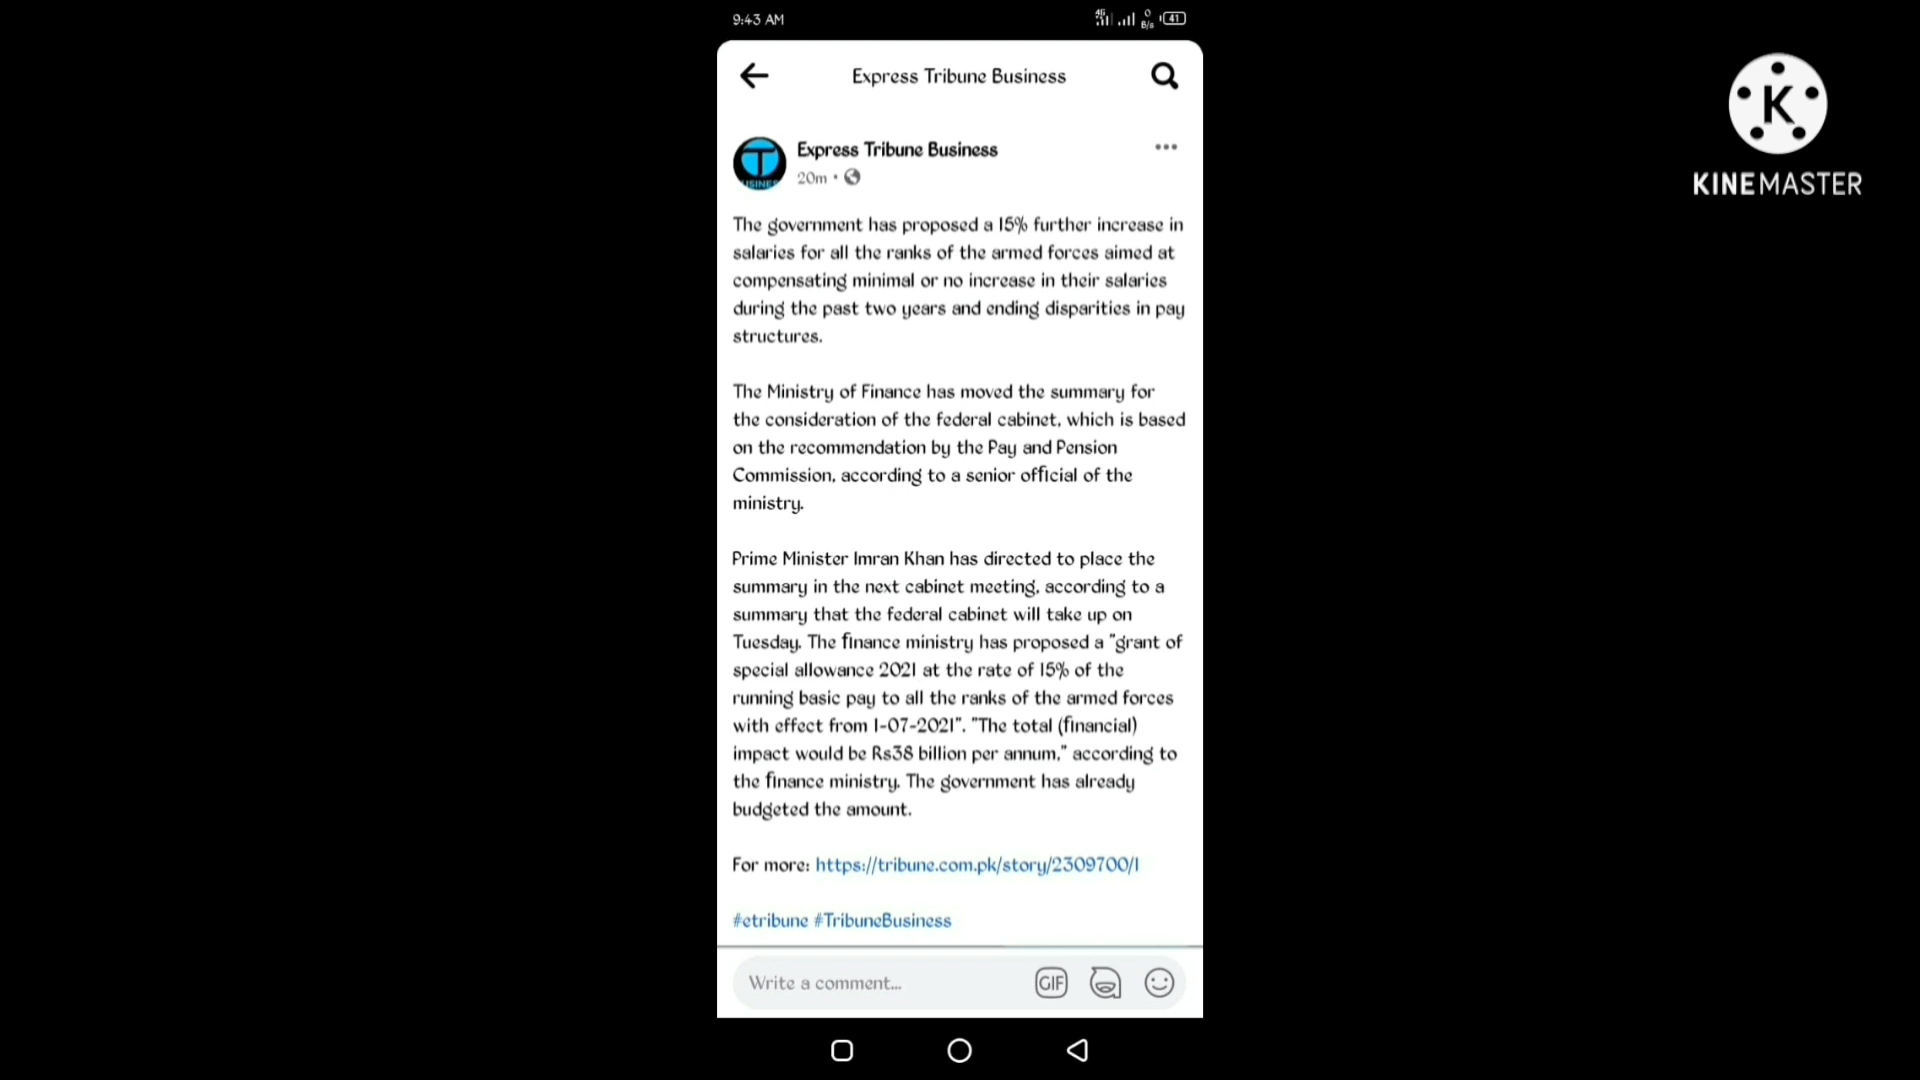 9:43 AM
4G
0
B/s
41
Express Tribune Business
Express Tribune Business
20m
The government has proposed a 15% further increase in
salaries for all the ranks of the armed forces aimed at
compensating minimal or no increase in their salaries
during the past two years and ending disparities in pay
structures.
The Ministry of Finance has moved the summary for
the consideration of the federal cabinet, which is based
on the recommendation by the Pay and Pension
Commission, according to a senior official of the
ministry.
Prime Minister Imran Khan has directed to place the
summary in the next cabinet meeting, according to a
summary that the federal cabinet will take up on
Tuesday. The finance ministry has proposed a "grant of
special allowance 2021 at the rate of 15% of the
running basic pay to all the ranks of the armed forces
with effect from 1-07-2021". "The total (financial)
impact would be Rs38 billion per annum," according to
the finance ministry. The government has already
budgeted the amount.
For more: https://tribune.com.pk/story/2309700/1
#etribune #TribuneBusiness
Write a comment...
GIF
K
KINEMASTER